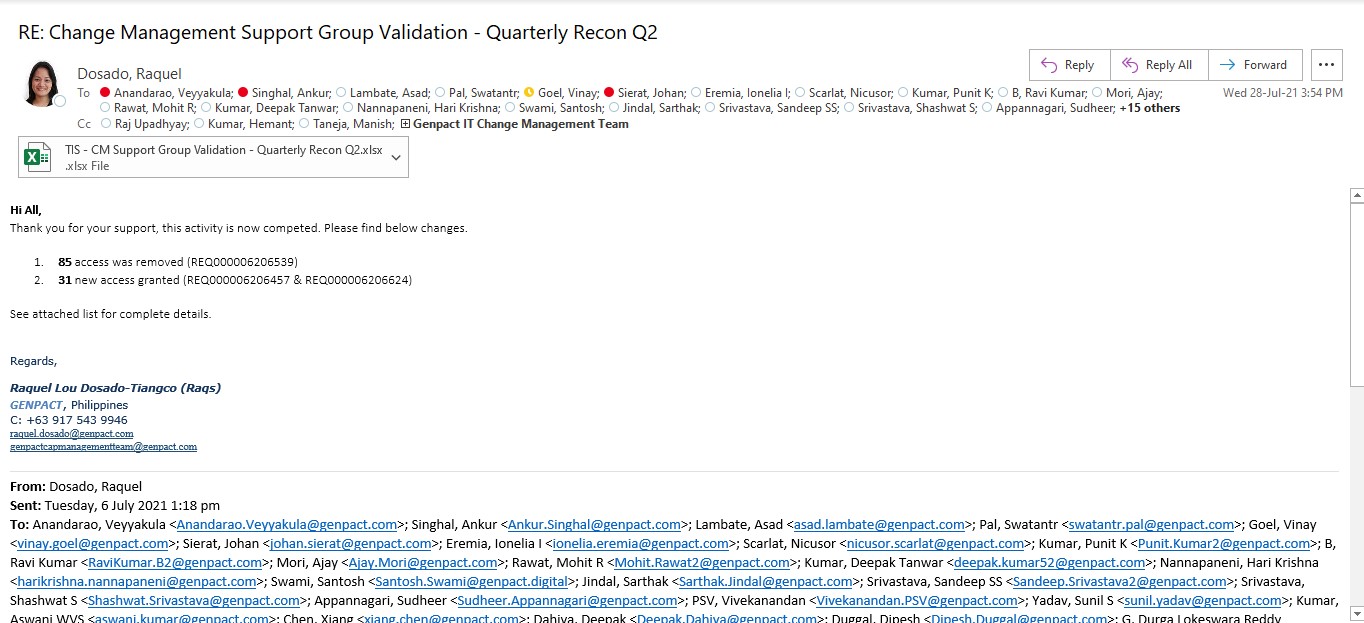 RE: Change Management Support Group Validation - Quarterly Recon Q2
Dosado, Raquel
Reply
Reply All
Forward
To Anandarao, Veyyakula; Singhal, Ankur; Lambate, Asad; Pal, Swatantr; Goel, Vinay; Sierat, Johan; Eremia, Ionelia I; Scarlat, Nicusor; Kumar, Punit K; B, Ravi Kumar; Mori, Ajay;
Wed 28-Jul-21 3:54 PM
Rawat, Mohit R; Kumar, Deepak Tanwar; Nannapaneni, Hari Krishna; Swami, Santosh; Jindal, Sarthak; Srivastava, Sandeep SS; Srivastava, Shashwat S; Appannagari, Sudheer; +15 others
Cc Raj Upadhyay; Kumar, Hemant; Taneja, Manish; Genpact IT Change Management Team
TIS - CM Support Group Validation - Quarterly Recon Q2.xlsx
.xlsx File
Hi All,
Thank you for your support, this activity is now competed. Please find below changes.
1. 85 access was removed (REQ000006206539)
2. 31 new access granted (REQ000006206457 & REQ000006206624)
See attached list for complete details.
Regards,
Raquel Lou Dosado-Tiangco (Raqs)
GENPACT, Philippines
C: +63 917 543 9946
raquel.dosado@genpact.com
genpactcapmanagementteam@genpact.com
From: Dosado, Raquel
Sent: Tuesday, 6 July 2021 1:18 pm
To: Anandarao, Veyyakula <Anandarao.Veyyakula@genpact.com>; Singhal, Ankur <Ankur.Singhal@genpact.com>; Lambate, Asad <asad.lambate@genpact.com>; Pal, Swatantr <swatantr.pal@genpact.com>; Goel, Vinay
<vinay.goel@genpact.com>; Sierat, Johan <johan.sierat@genpact.com>; Eremia, Ionelia I <ionelia.eremia@genpact.com>; Scarlat, Nicusor <nicusor.scarlat@genpact.com>; Kumar, Punit K <Punit.Kumar2@genpact.com>; B,
Ravi Kumar <RaviKumar.B2@genpact.com>; Mori, Ajay <Ajay.Mori@genpact.com>; Rawat, Mohit R <Mohit.Rawat2@genpact.com>; Kumar, Deepak Tanwar <deepak.kumar52@genpact.com>; Nannapaneni, Hari Krishna
<harikrishna.nannapaneni@genpact.com>; Swami, Santosh <Santosh.Swami@genpact.digital>; Jindal, Sarthak <Sarthak.Jindal@genpact.com>; Srivastava, Sandeep SS <Sandeep.Srivastava2@genpact.com>; Srivastava,
Shashwat S <Shashwat.Srivastava@genpact.com>; Appannagari, Sudheer <Sudheer.Appannagari@genpact.com>; PSV, Vivekanandan <Vivekanandan.PSV@genpact.com>; Yadav, Sunil S <sunil.yadav@genpact.com>; Kumar,
Aswani WVS <aswani.kumar@genpact.com>; Chen, Xiang <xiang.chen@genpact.com>; Dahiya, Deepak <Deepak.Dahiya@genpact.com>; Duggal, Dipesh <Dipesh.Duggal@genpact.com>; G, Durga Lokeswara Reddy